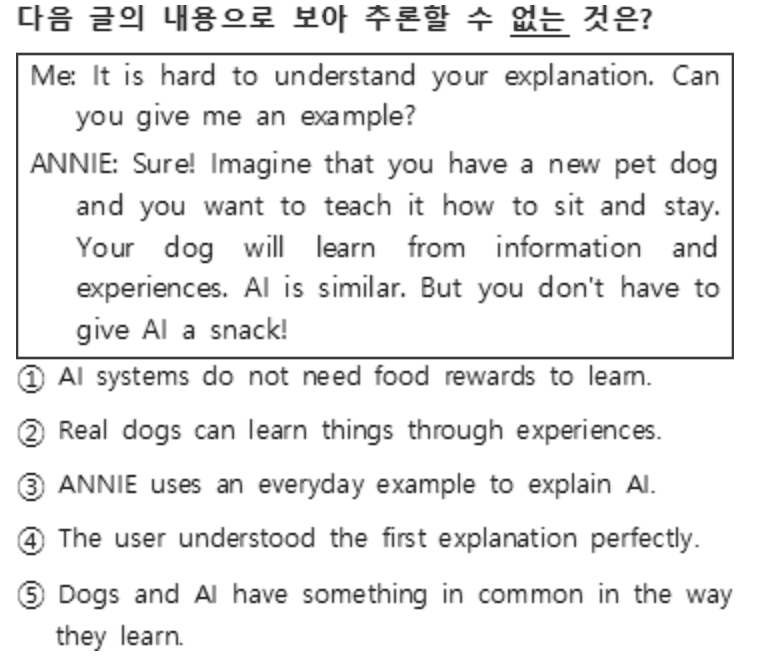 다음 글의 내용으로 보아 추론할 수 없는 것은?
Me: It is hard to understand your explanation. Can
you give me an example?
ANNIE: Sure! Imagine that you have a new pet dog
and you want to teach it how to sit and stay.
Your dog will learn from information and
experiences. AI is similar. But you don't have to
give AI a snack!
① AI systems do not need food rewards to learn.
② Real dogs can learn things through experiences.
③ ANNIE uses an everyday example to explain AI.
④ The user understood the first explanation perfectly.
⑤ Dogs and AI have something in common in the way
they learn.